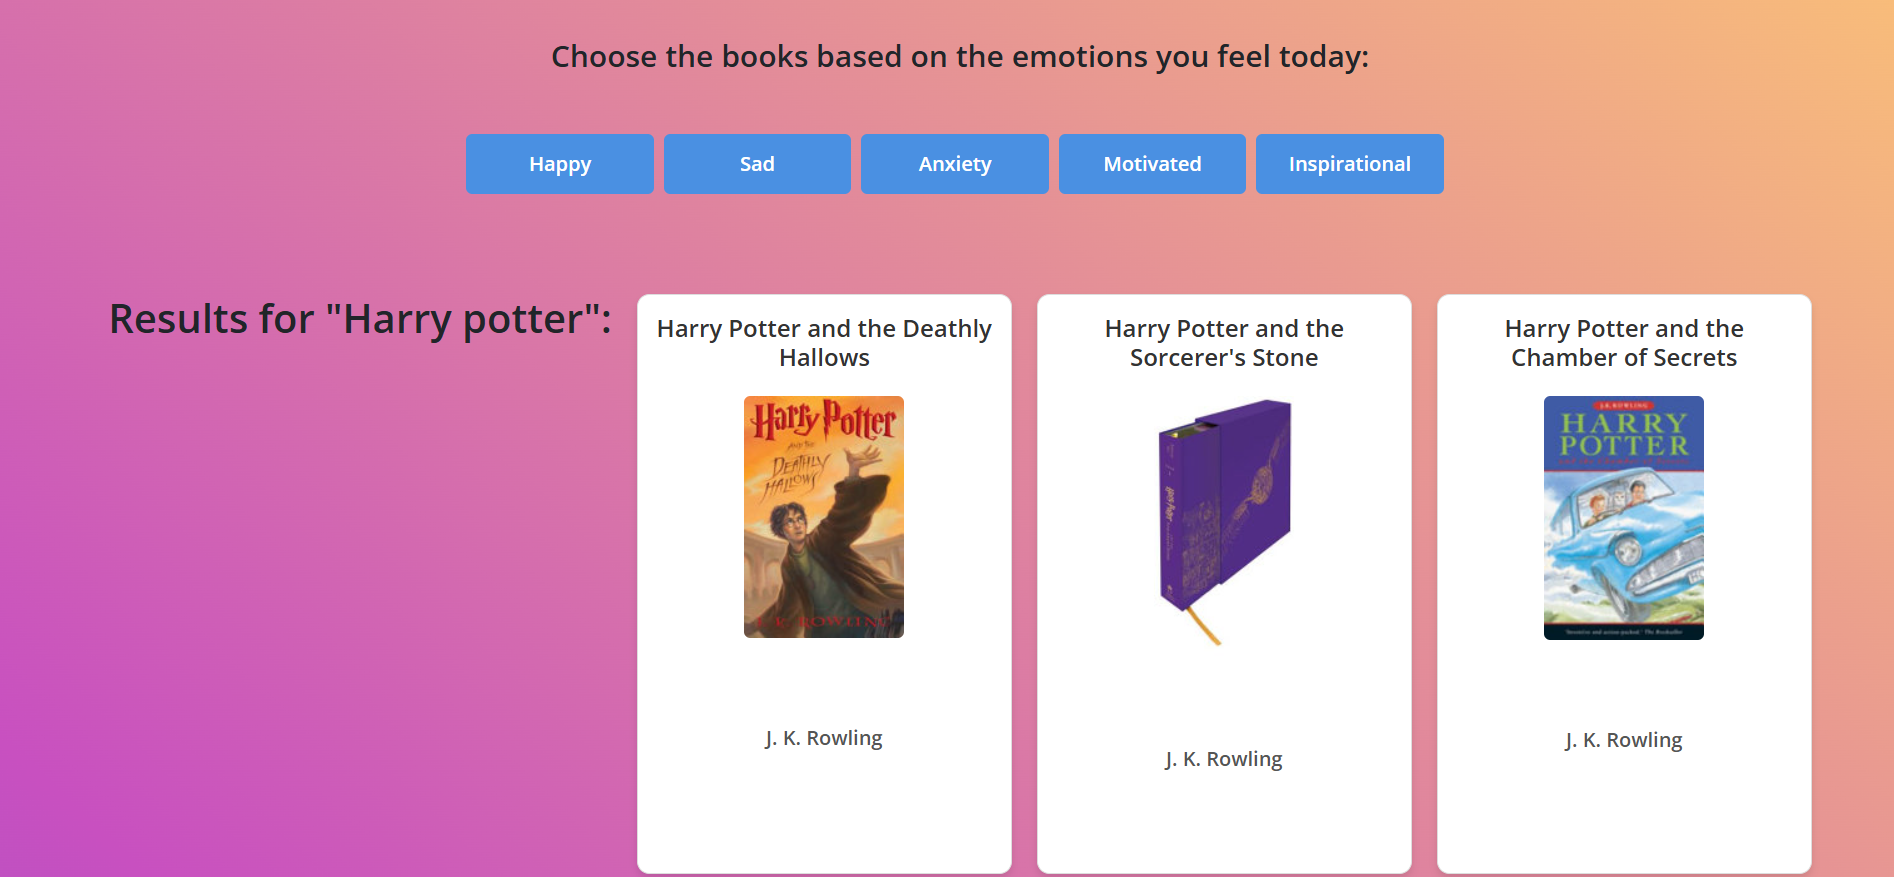 Choose the books based on the emotions you feel today:
Happy
Sad
Anxiety
Motivated
Inspirational
Results for "Harry potter":
Harry Potter and the Deathly
Hallows
Harry Potter
AND THE
DEATHLY
HALLOWS
J. K. ROWLING
J. K. Rowling
Harry Potter and the
Sorcerer's Stone
J. K. Rowling
Harry Potter and the
Chamber of Secrets
J.K.ROWLING
HARRY
POTTER
J. K. Rowling